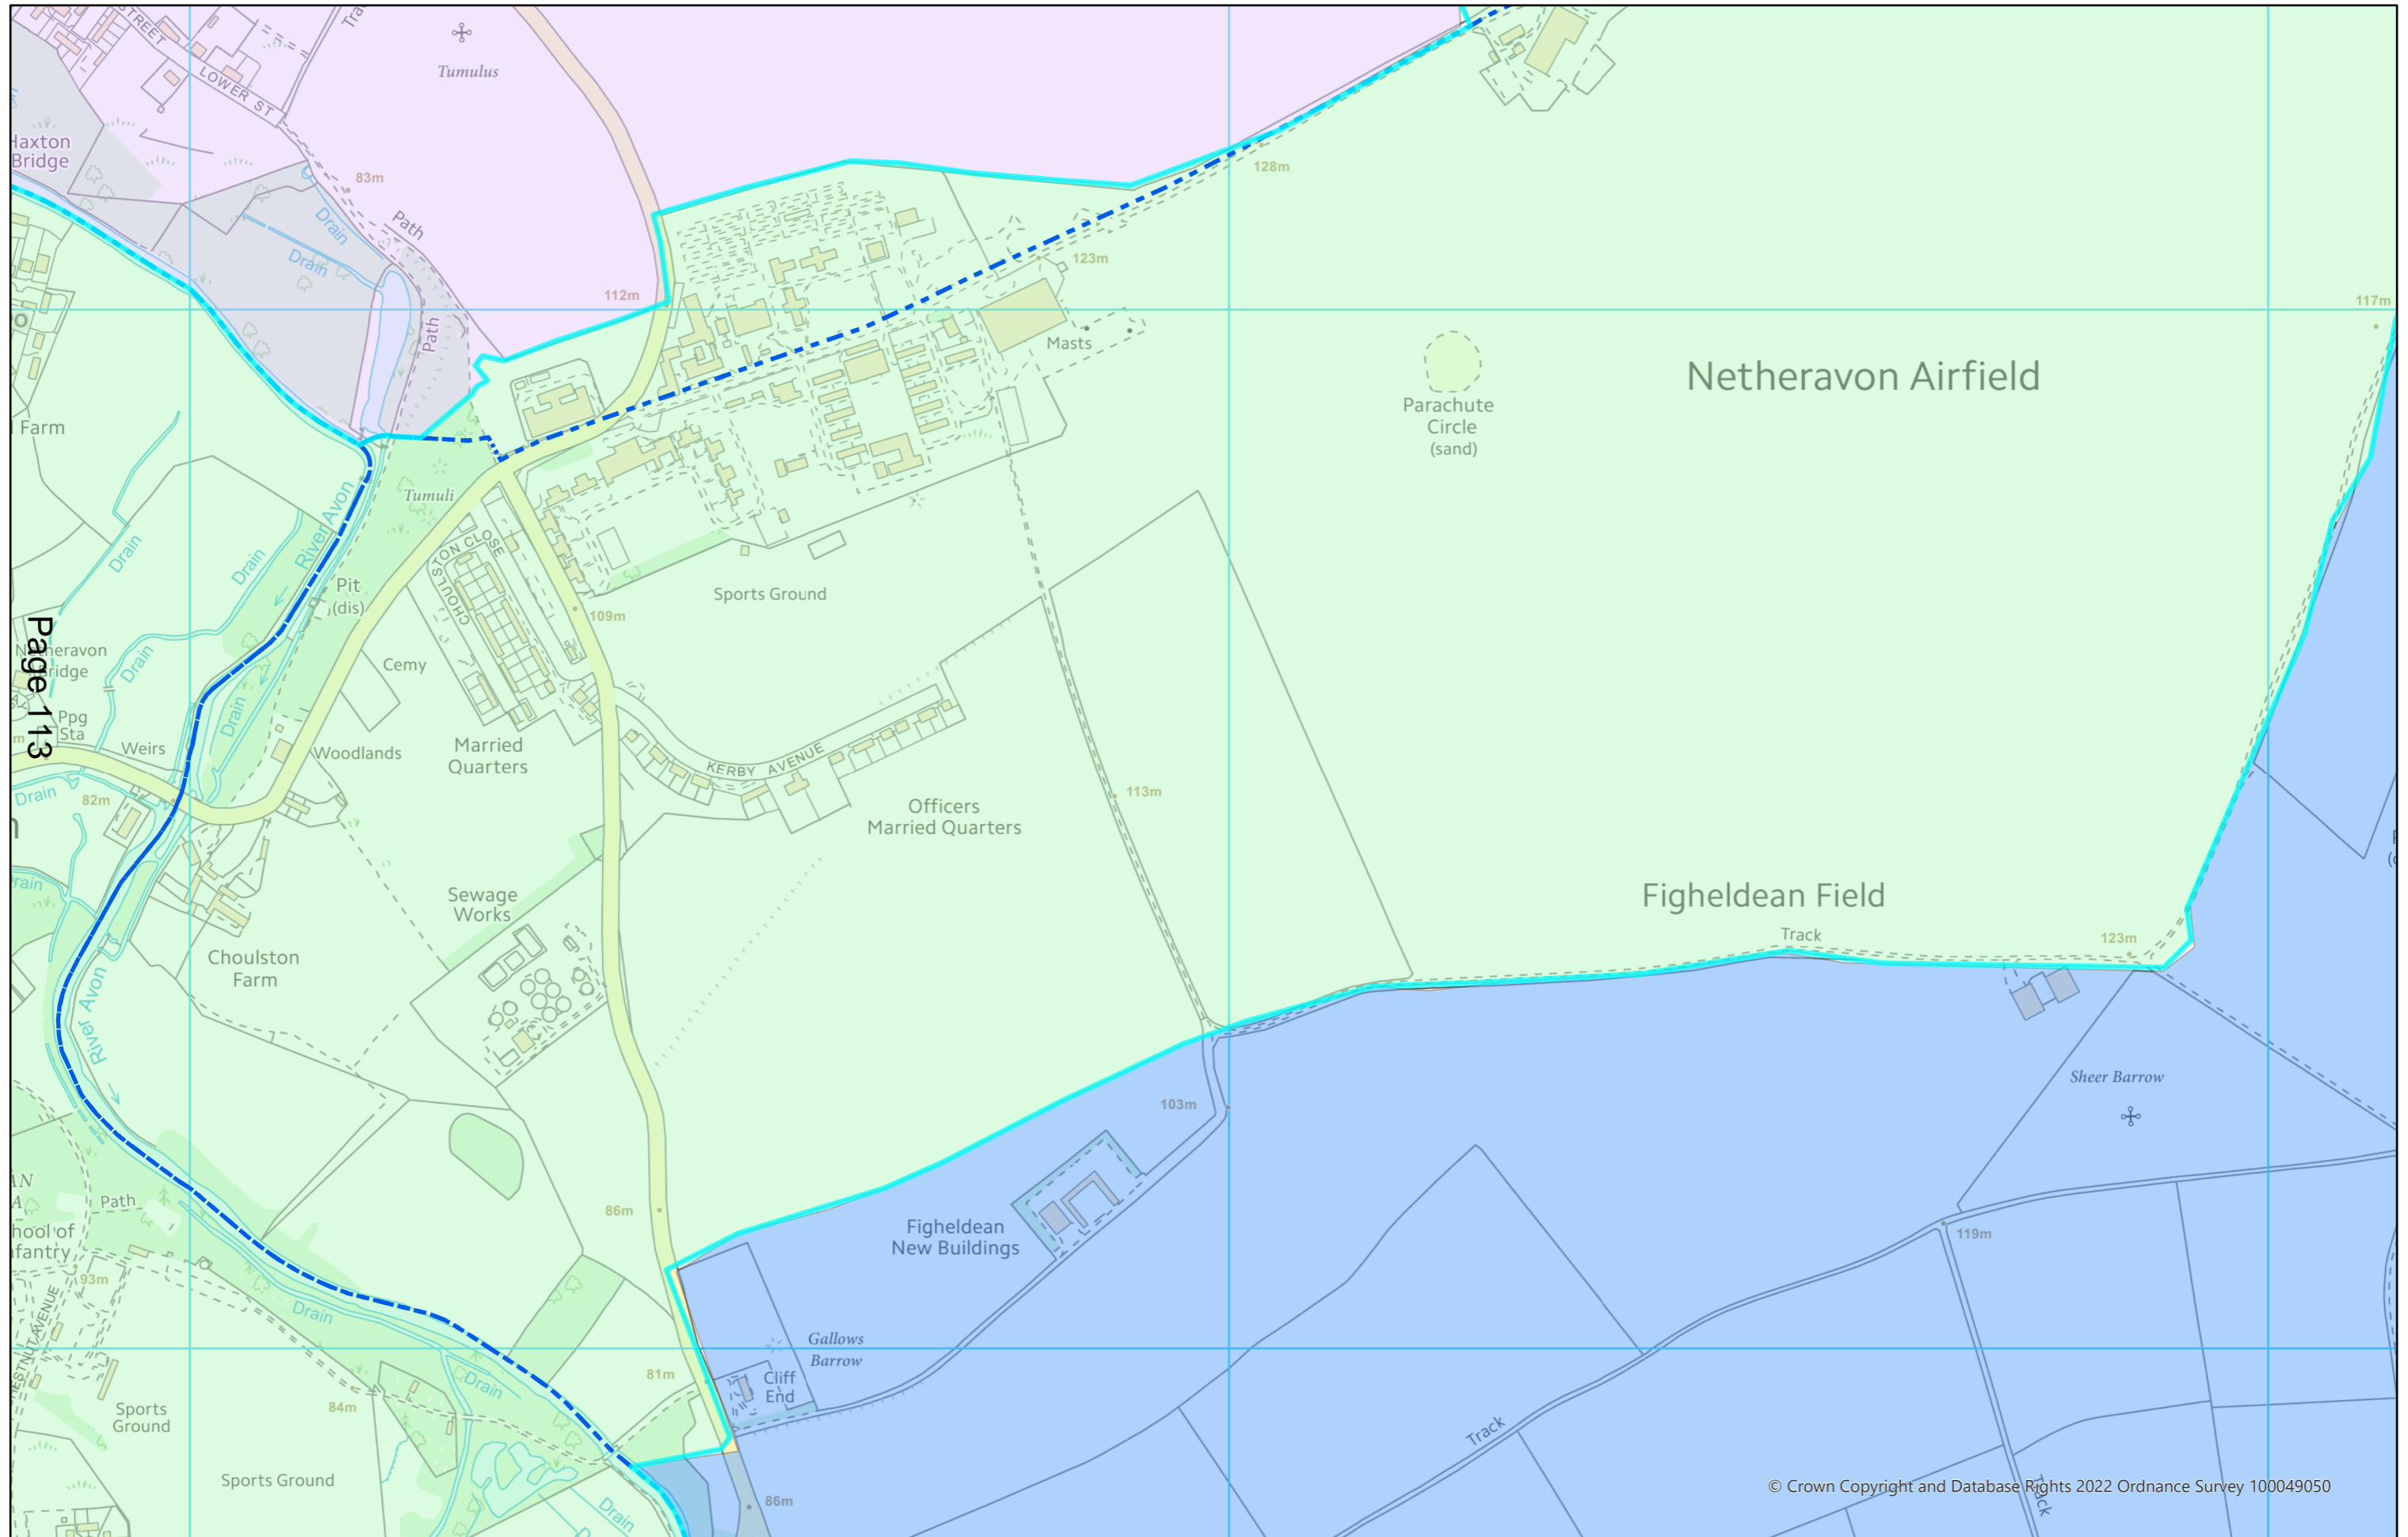 STREET
LOWER ST
Tumulus
Haxton
Bridge
83m
Path
Drain
Drain
Path
112m
128m
123m
117m
Masts
Parachute
Circle
(sand)
Netheravon Airfield
Farm
Tumuli
River Avon
Drain
Drain
CHOULSTON CLOSE
Pit
(dis)
109m
Sports Ground
Page 113
Netheravon
Bridge
Drain
Cemy
Ppg
Sta
Weirs
Drain
Woodlands
Married
Quarters
KERBY AVENUE
Drain
82m
113m
Officers
Married Quarters
Sewage
Works
Figheldean Field
Track
123m
Choulston
Farm
River Avon
103m
Sheer Barrow
Path
86m
Figheldean
New Buildings
119m
93m
Drain
Gallows
Barrow
81m
Cliff
End
Drain
84m
Sports
Ground
Track
Sports Ground
86m
Drain
Track
© Crown Copyright and Database Rights 2022 Ordnance Survey 100049050